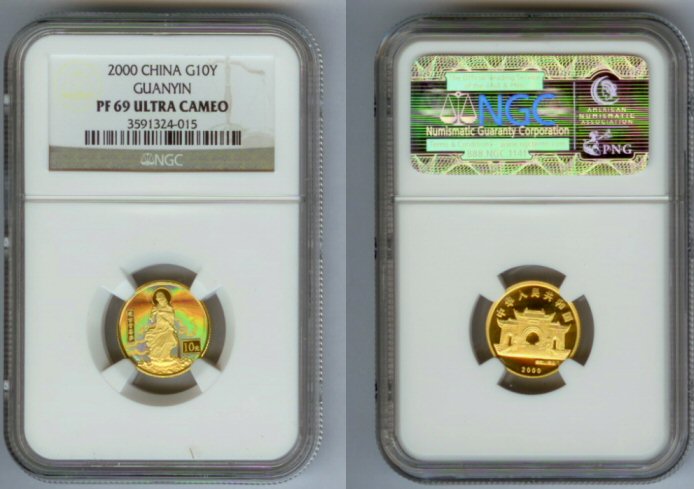 2000 CHINA G10Y
GUANYIN
PF 69 ULTRA CAMEO
3591324-015
NGC
10元
NGC
Numismatic Guaranty Corporation
AMERICAN
NUMISMATIC
ASSOCIATION
PNG
中华人民共和国
2000